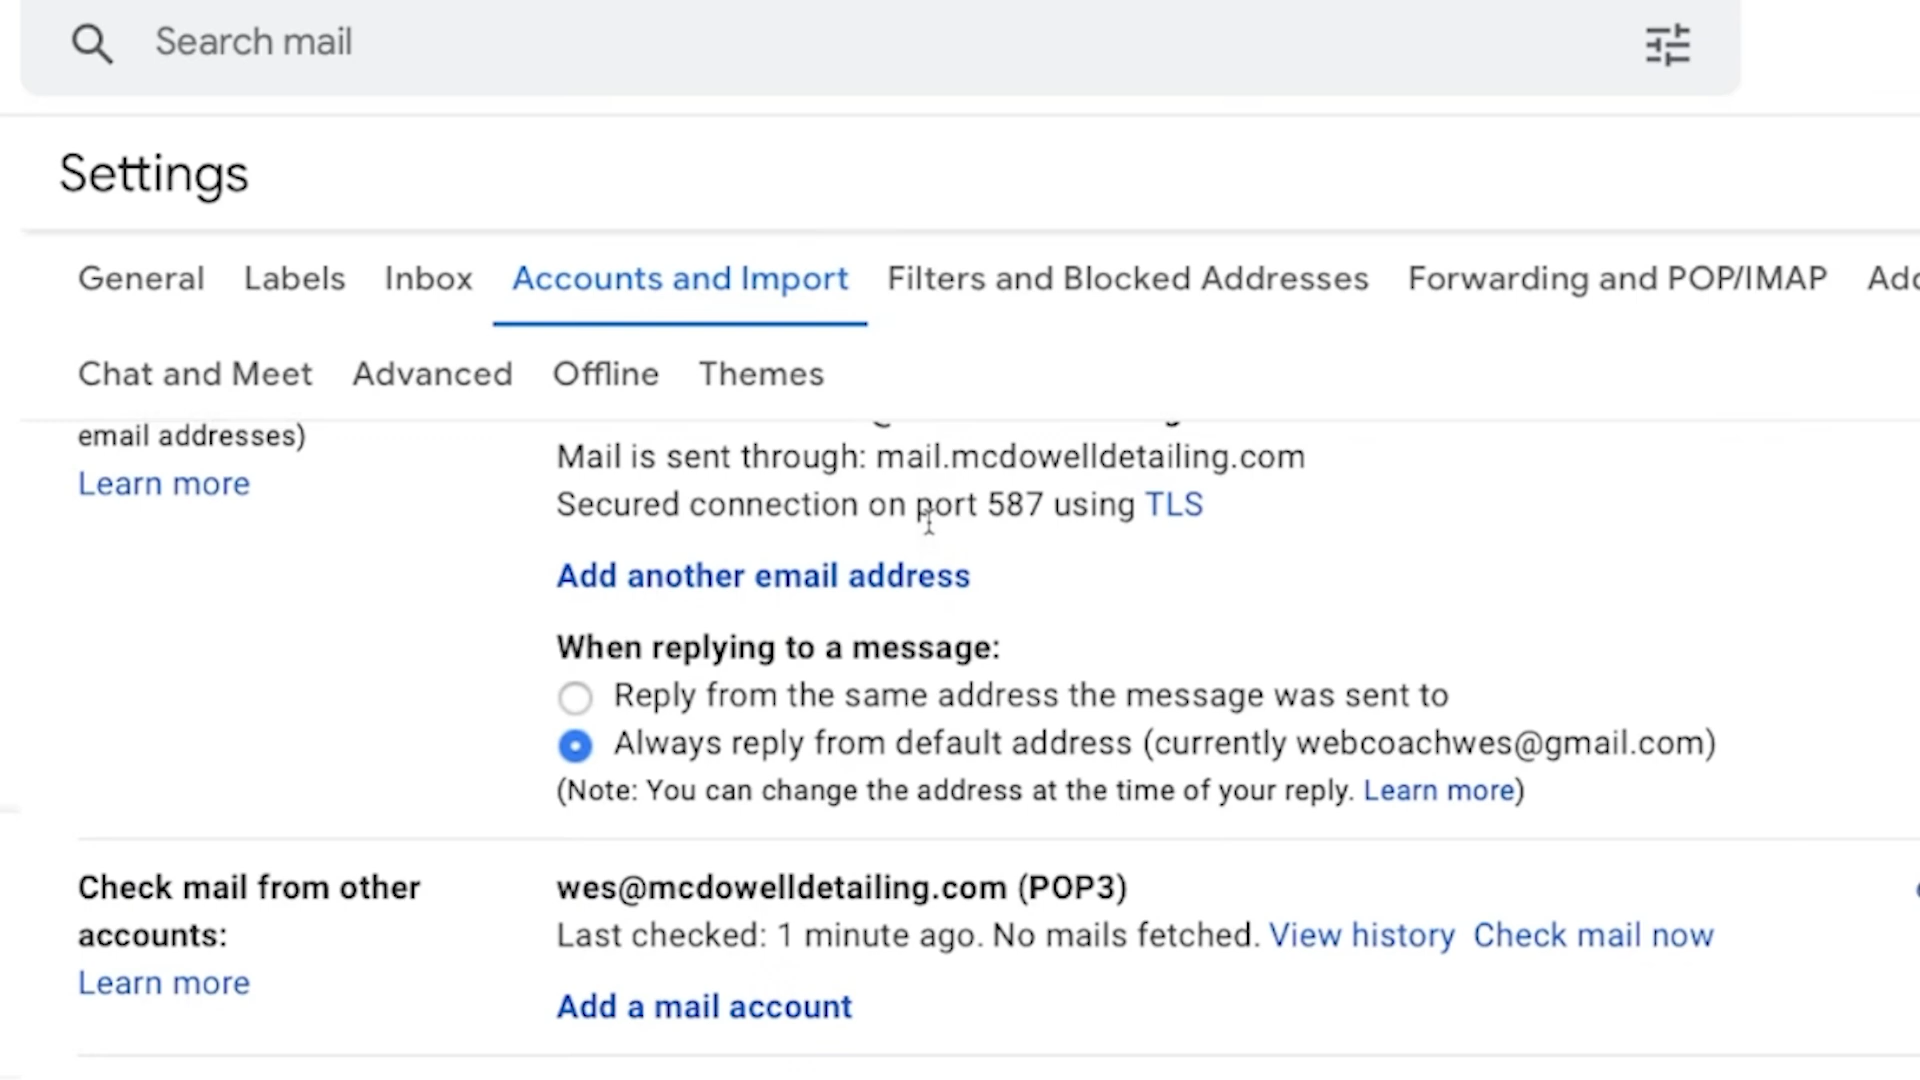 Search mail
Settings
General Labels Inbox Accounts and Import Filters and Blocked Addresses Forwarding and POP/IMAP
Chat and Meet Advanced Offline Themes
email addresses)
Learn more
Mail is sent through: mail.mcdowelldetailing.com
Secured connection on port 587 using TLS
Add another email address
When replying to a message:
Reply from the same address the message was sent to
Always reply from default address (currently webcoachwes@gmail.com)
(Note: You can change the address at the time of your reply. Learn more)
Check mail from other
accounts:
Learn more
wes@mcdowelldetailing.com (POP3)
Last checked: 1 minute ago. No mails fetched. View history Check mail now
Add a mail account